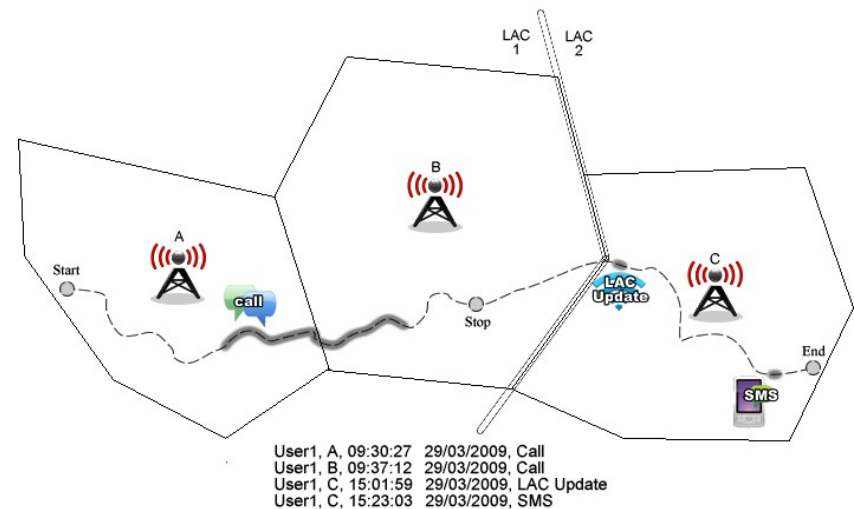 LAC 1
LAC 2
B
A
C
Start
call
LAC Update
Stop
End
SMS
User1, A, 09:30:27 29/03/2009, Call
User1, B, 09:37:12 29/03/2009, Call
User1, C, 15:01:59 29/03/2009, LAC Update
User1, C, 15:23:03 29/03/2009, SMS